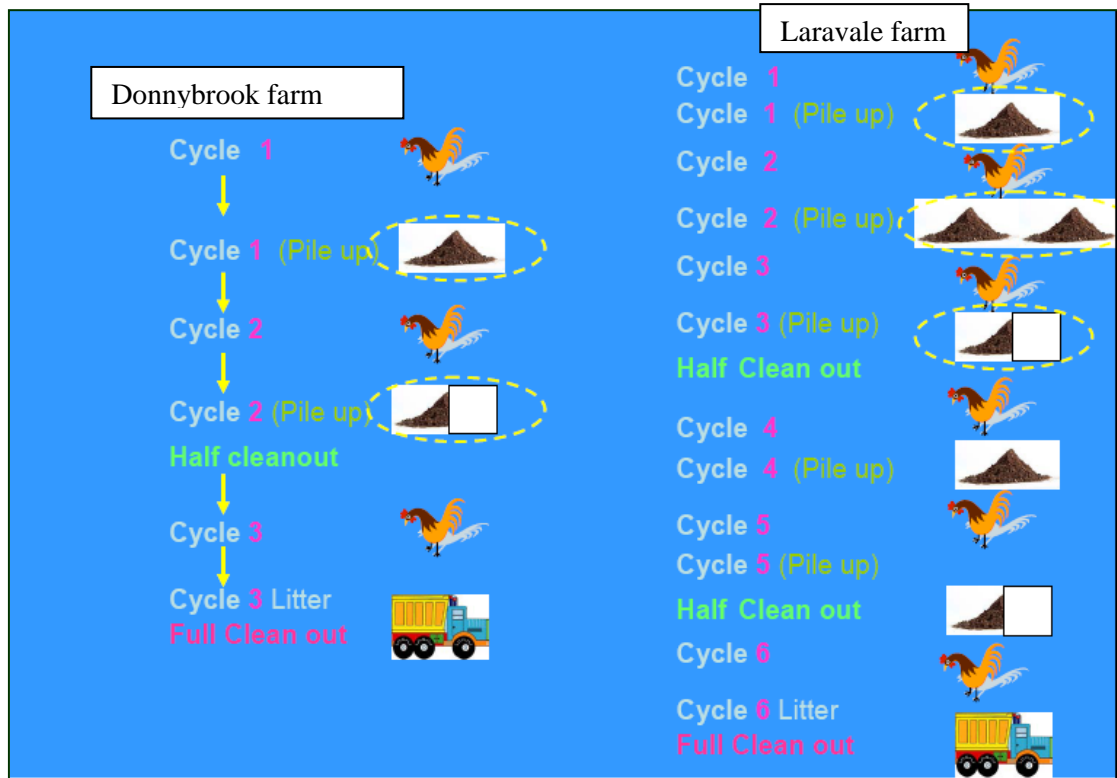 Donnybrook farm
Cycle 1
Cycle 1 (Pile up)
Cycle 2
Cycle 2 (Pile up)
Half cleanout
Cycle 3
Cycle 3 Litter
Full Clean out
Laravale farm
Cycle 1
Cycle 1 (Pile up)
Cycle 2
Cycle 2 (Pile up)
Cycle 3
Cycle 3 (Pile up)
Half Clean out
Cycle 4
Cycle 4 (Pile up)
Cycle 5
Cycle 5 (Pile up)
Half Clean out
Cycle 6
Cycle 6 Litter
Full Clean out